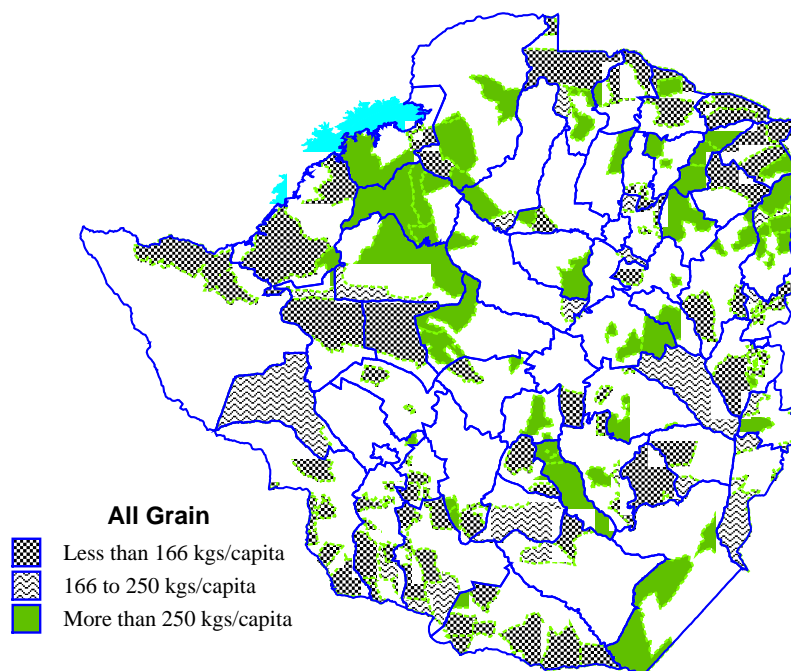 All Grain
Less than 166 kgs/capita
166 to 250 kgs/capita
More than 250 kgs/capita